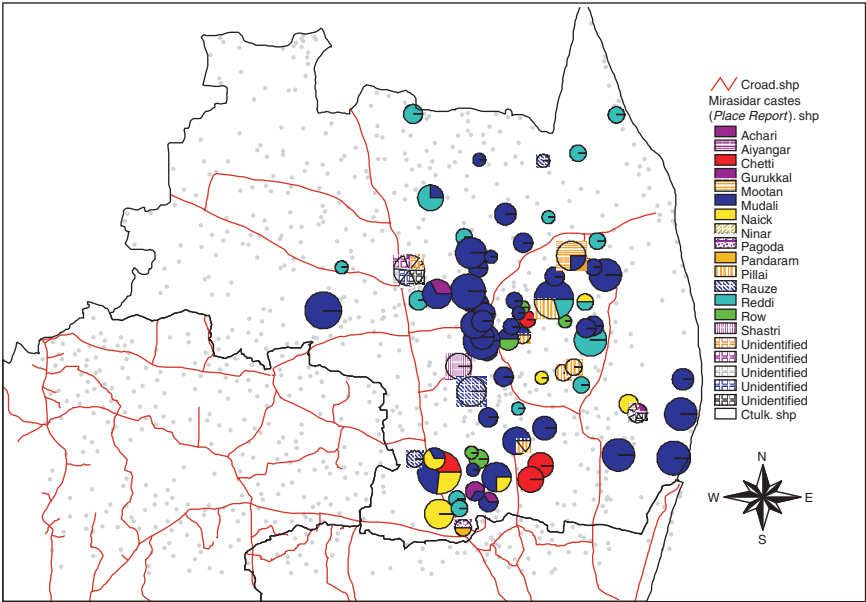 Croad.shp
Mirasidar castes
(Place Report). shp
Achari
Aiyangar
Chetti
Gurukkal
Mootan
Mudali
Naick
Ninar
Pagoda
Pandaram
Pillai
Rauze
Reddi
Row
Shastri
Unidentified
Unidentified
Unidentified
Unidentified
Unidentified
Ctulk. shp
N
W E
S